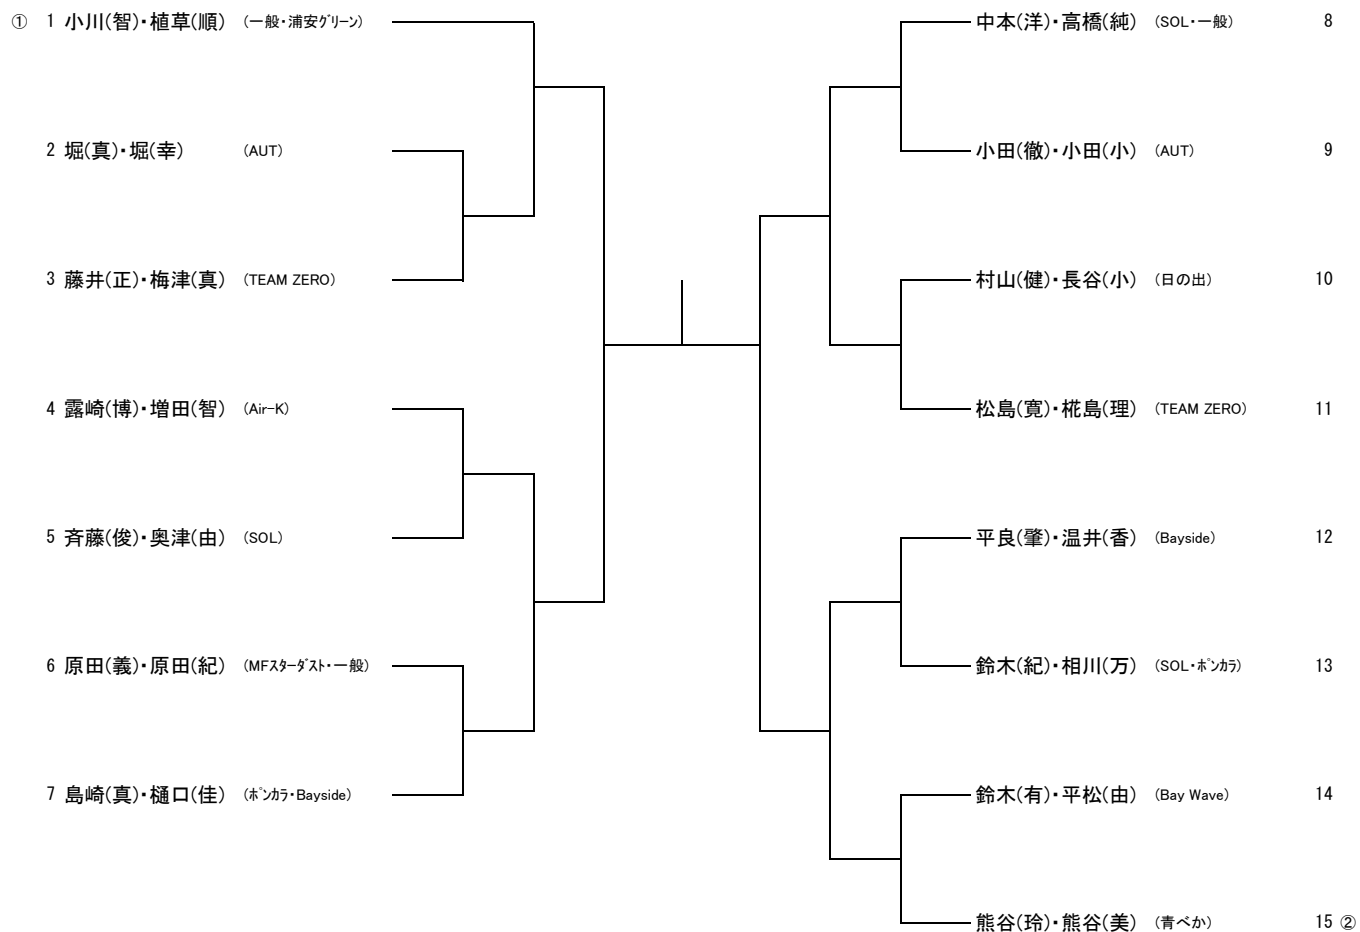 ① 1 小川(智)・植草(順) (一般・浦安ｸﾞﾘｰﾝ)
2 堀(真)・堀(幸) (AUT)
3 藤井(正)・梅津(真) (TEAM ZERO)
4 露崎(博)・増田(智) (Air-K)
5 斉藤(俊)・奥津(由) (SOL)
6 原田(義)・原田(紀) (MFｽﾀｰﾀﾞｽﾄ・一般)
7 島崎(真)・樋口(佳) (ﾎﾟﾝｶﾗ・Bayside)
中本(洋)・高橋(純) (SOL・一般) 8
小田(徹)・小田(小) (AUT) 9
村山(健)・長谷(小) (日の出) 10
松島(寛)・椛島(理) (TEAM ZERO) 11
平良(肇)・温井(香) (Bayside) 12
鈴木(紀)・相川(万) (SOL・ﾎﾟﾝｶﾗ) 13
鈴木(有)・平松(由) (Bay Wave) 14
熊谷(玲)・熊谷(美) (青べか) 15 ②